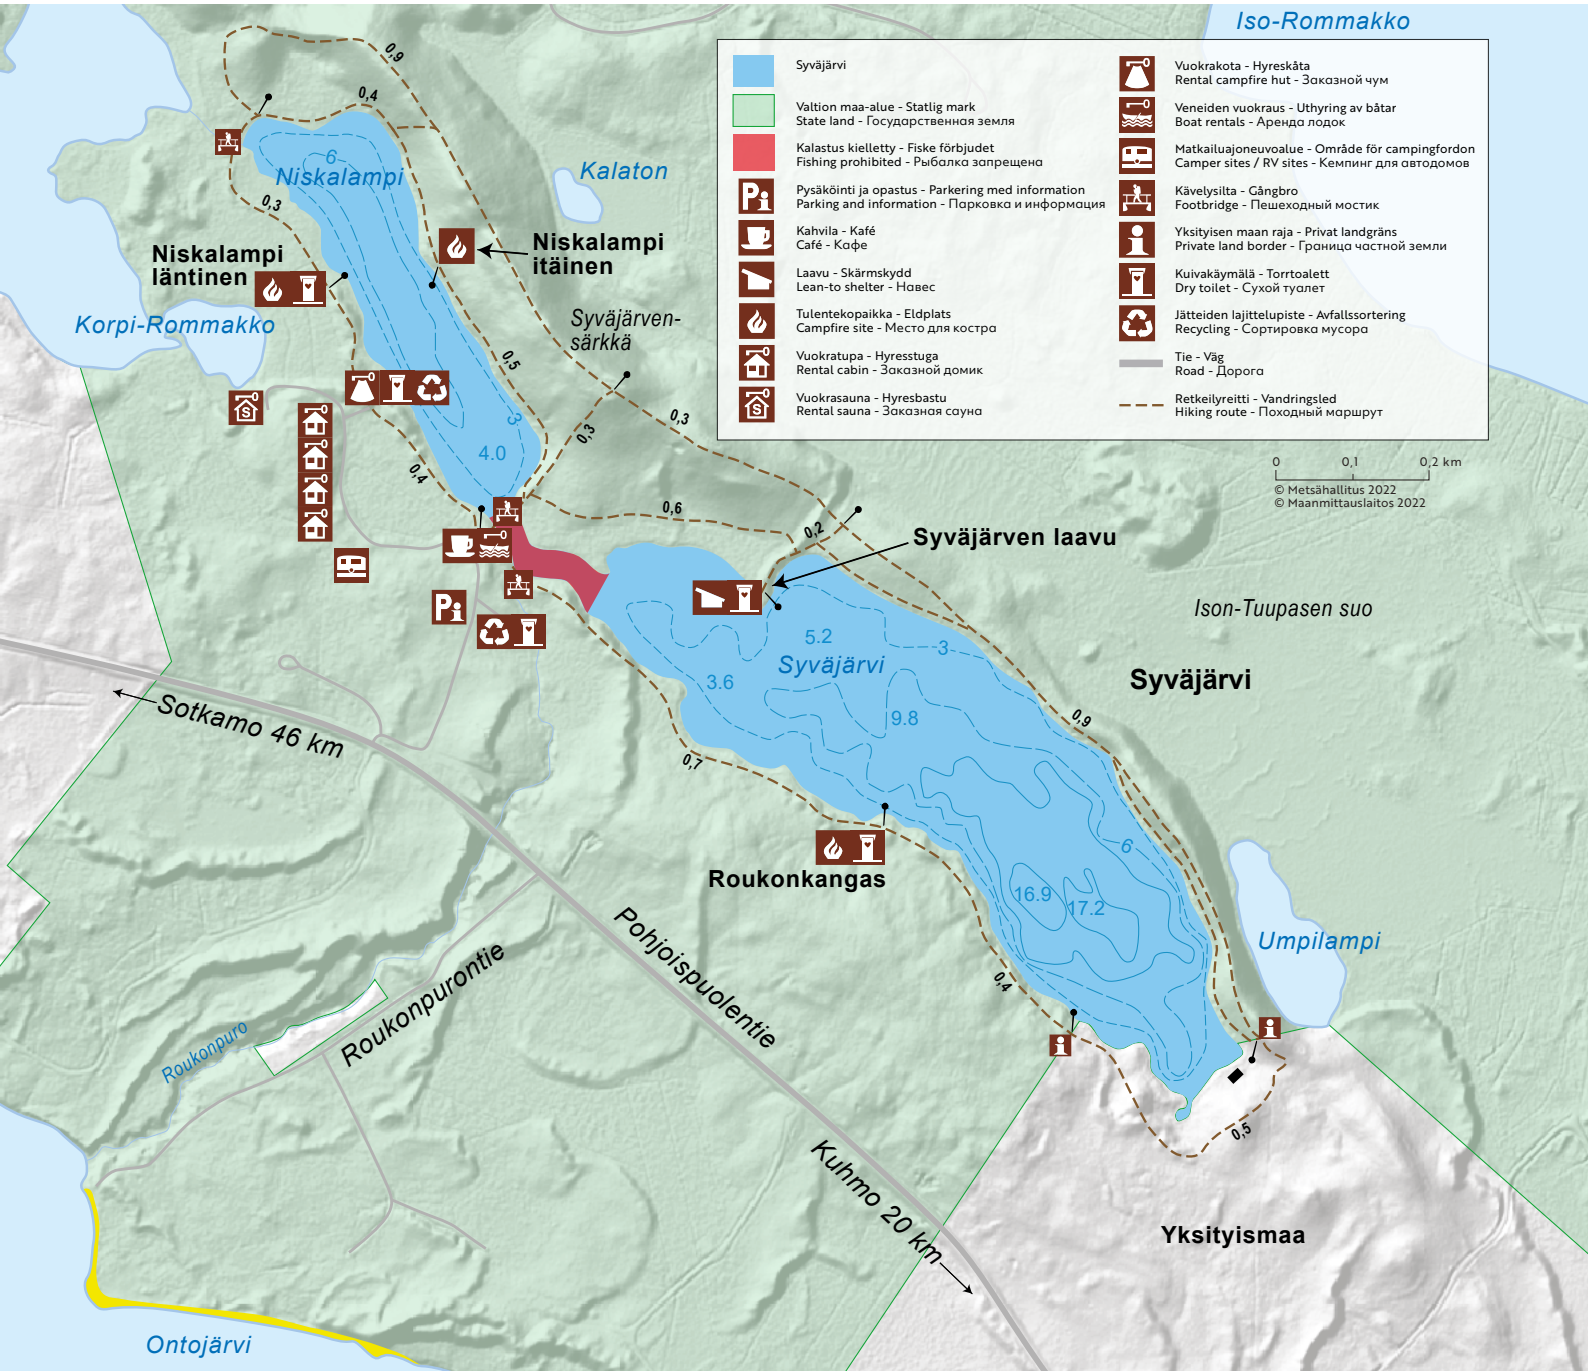 Iso-Rommakko
Syväjärvi
Valtion maa-alue - Statlig mark
State land - Государственная земля
Kalastus kielletty - Fiske förbjudet
Fishing prohibited - Рыбалка запрещена
Pysäköinti ja opastus - Parkering med information
Parking and information - Парковка и информация
Kahvila - Kafé
Café - Кафе
Laavu - Skärmskydd
Lean-to shelter - Навес
Tulentekopaikka - Eldplats
Campfire site - Место для костра
Vuokratupa - Hyresstuga
Rental cabin - Заказной домик
Vuokrasauna - Hyresbastu
Rental sauna - Заказная сауна
Vuokrakota - Hyreskåta
Rental campfire hut - Заказной чум
Veneiden vuokraus - Uthyring av båtar
Boat rentals - Аренда лодок
Matkailuajoneuvoalue - Område för campingfordon
Camper sites / RV sites - Кемпинг для автодомов
Kävelysilta - Gångbro
Footbridge - Пешеходный мостик
Yksityisen maan raja - Privat landgräns
Private land border - Граница частной земли
Kuivakäymälä - Torrtoalett
Dry toilet - Сухой туалет
Jätteiden lajittelupiste - Avfallssortering
Recycling - Сортировка мусора
Tie - Väg
Road - Дорога
Retkeilyreitti - Vandringsled
Hiking route - Походный маршрут
0 0,1 0,2 km
© Metsähallitus 2022
© Maanmittauslaitos 2022
0,9
0,4
6
Niskalampi
Kalaton
0,3
Niskalampi
läntinen
Niskalampi
itäinen
Korpi-Rommakko
Syväjärven-
särkkä
0,5
3
4.0
0,3
0,3
0,4
0,6
0,2
Syväjärven laavu
Pi
S
Ison-Tuupasen suo
5.2
3
Syväjärvi
3.6
9.8
Syväjärvi
0,9
Sotkamo 46 km
0,7
6
Roukonkangas
16.9
17.2
Umpilampi
Pohjoispuolentie
0,4
Roukonpurontie
Roukonpuro
0,5
Kuhmo 20 km
Yksityismaa
Ontojärvi